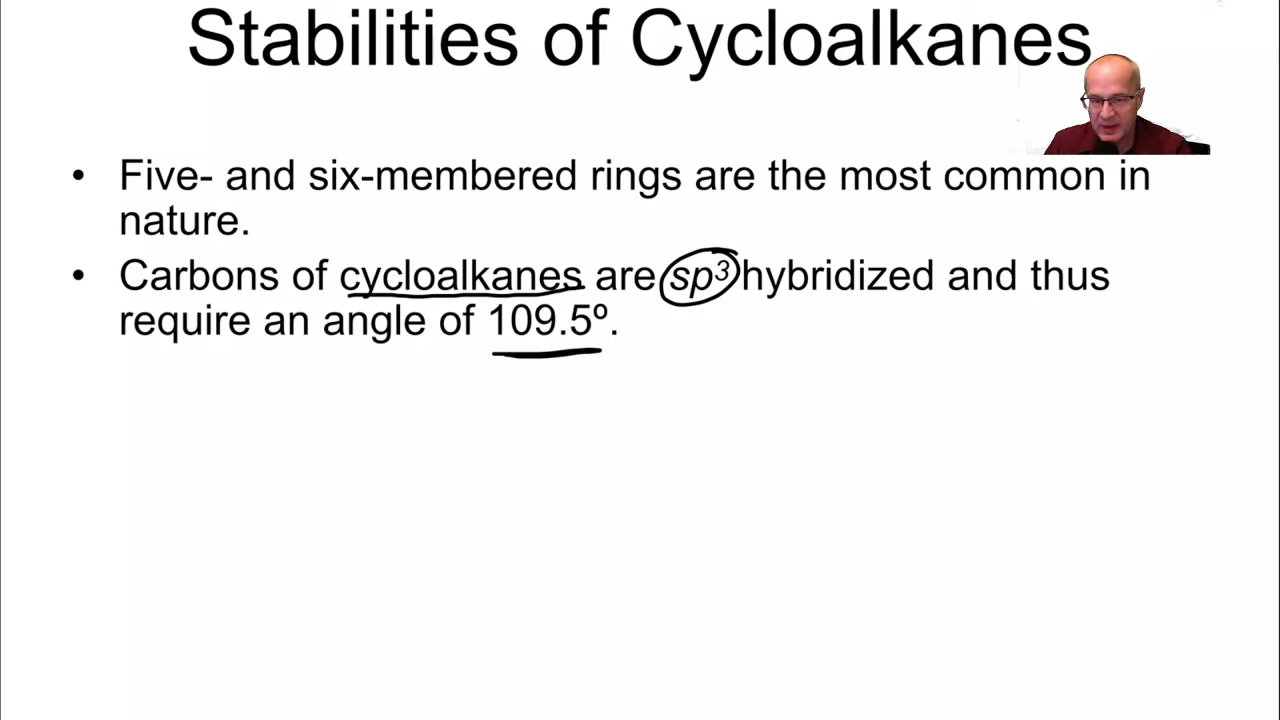 Stabilities of Cycloalkanes
• Five- and six-membered rings are the most common in
nature.
• Carbons of cycloalkanes are sp³ hybridized and thus
require an angle of 109.5º.